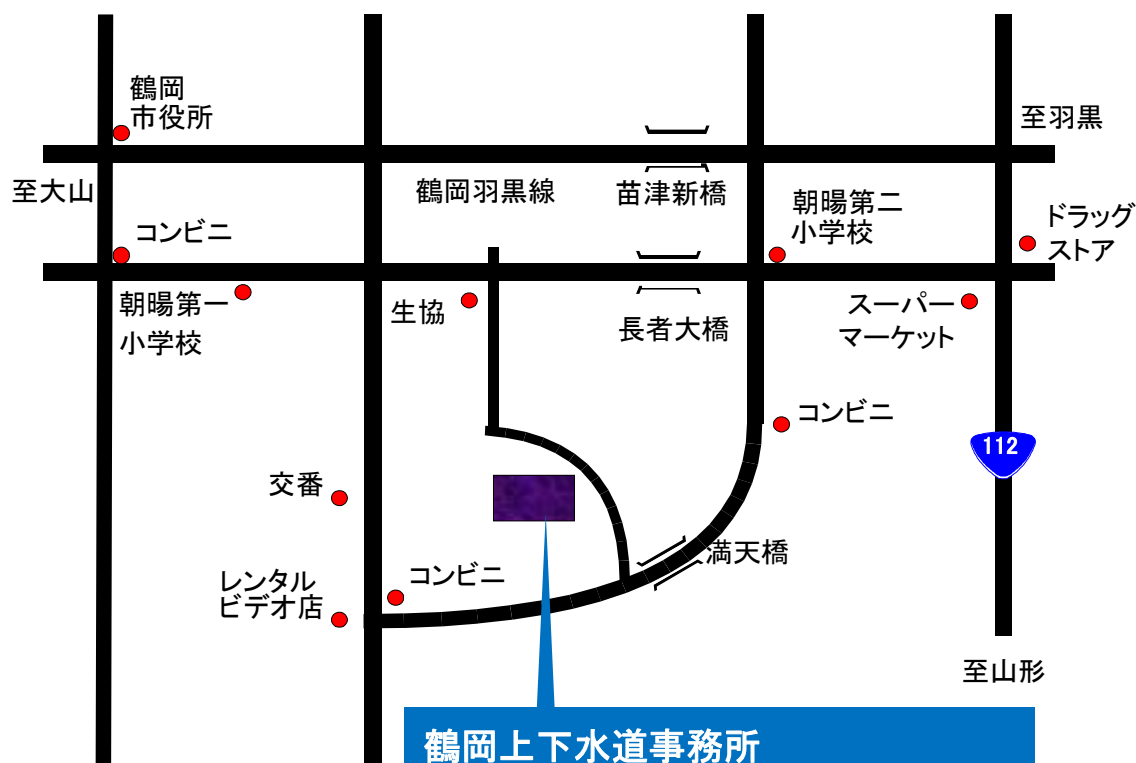 鶴岡
市役所
至羽黒
至大山
鶴岡羽黒線
苗津新橋
朝暘第二
小学校
ドラッグ
ストア
コンビニ
朝暘第一
小学校
生協
長者大橋
スーパー
マーケット
コンビニ
112
交番
満天橋
コンビニ
レンタル
ビデオ店
至山形
鶴岡上下水道事務所